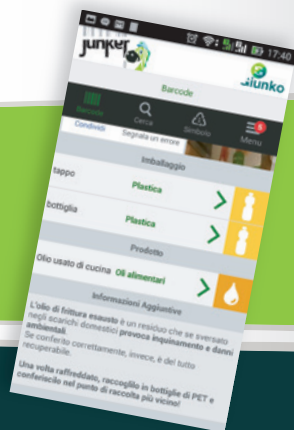 17:40
junker
Giunko
Barcode
Barcode Cerca Simbolo Menu
Condividi Segnala un errore
Imballaggio
tappo Plastica
bottiglia Plastica
Prodotto
Olio usato di cucina Oli alimentari
Informazioni Aggiuntive
L'olio di frittura esausto è un residuo che se sversato
negli scarichi domestici provoca inquinamento e danni
ambientali.
Se conferito correttamente, invece, è del tutto
recuperabile.
Una volta raffreddato, raccoglilo in bottiglie di PET e
conferiscilo nel punto di raccolta più vicino!